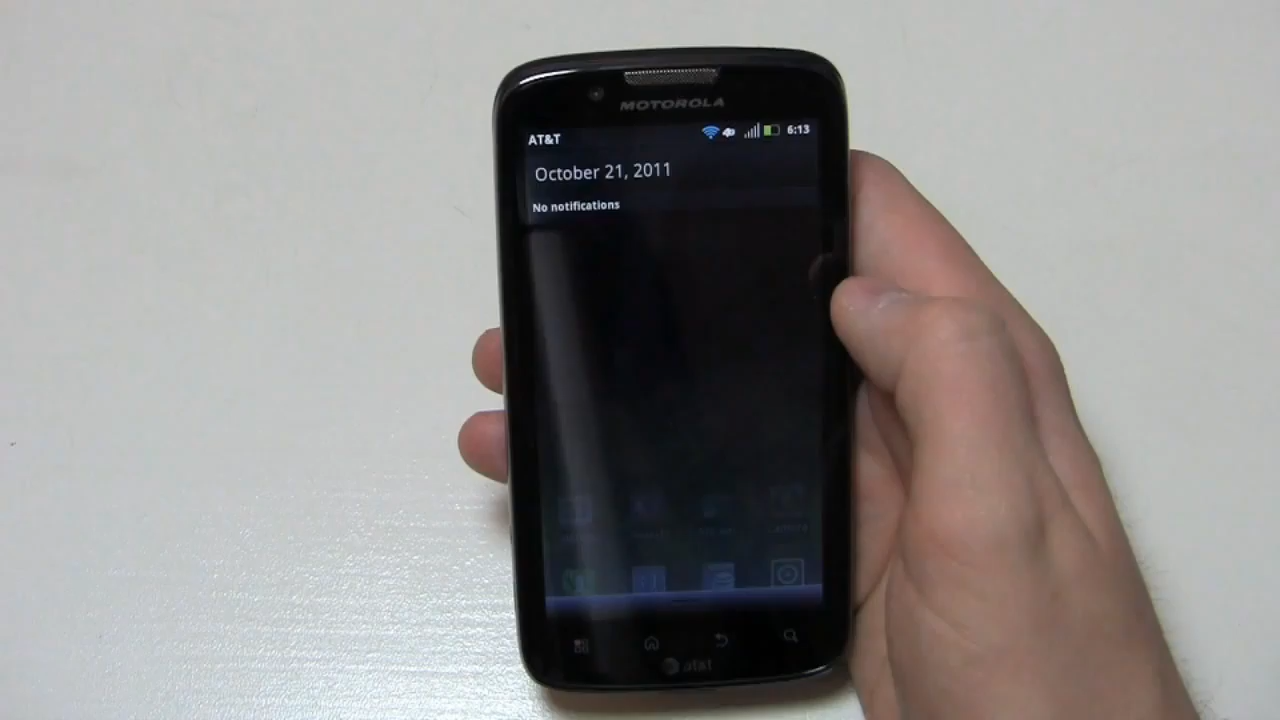 MOTOROLA
AT&T
6:13
October 21, 2011
No notifications
at&t